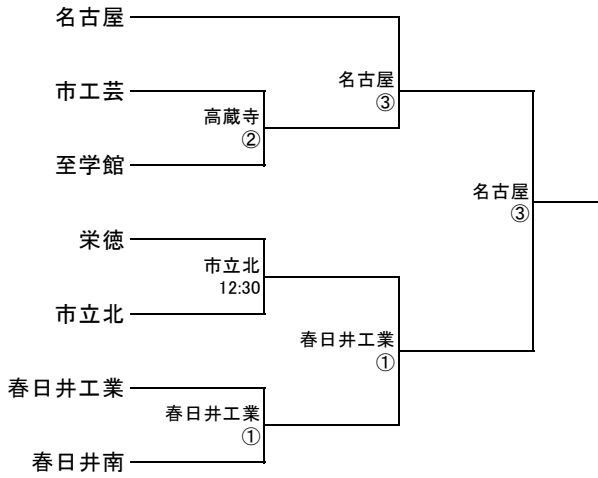 名古屋
名古屋
③
市工芸
高蔵寺
②
至学館
名古屋
③
栄徳
市立北
12:30
市立北
春日井工業
①
春日井工業
春日井工業
①
春日井南